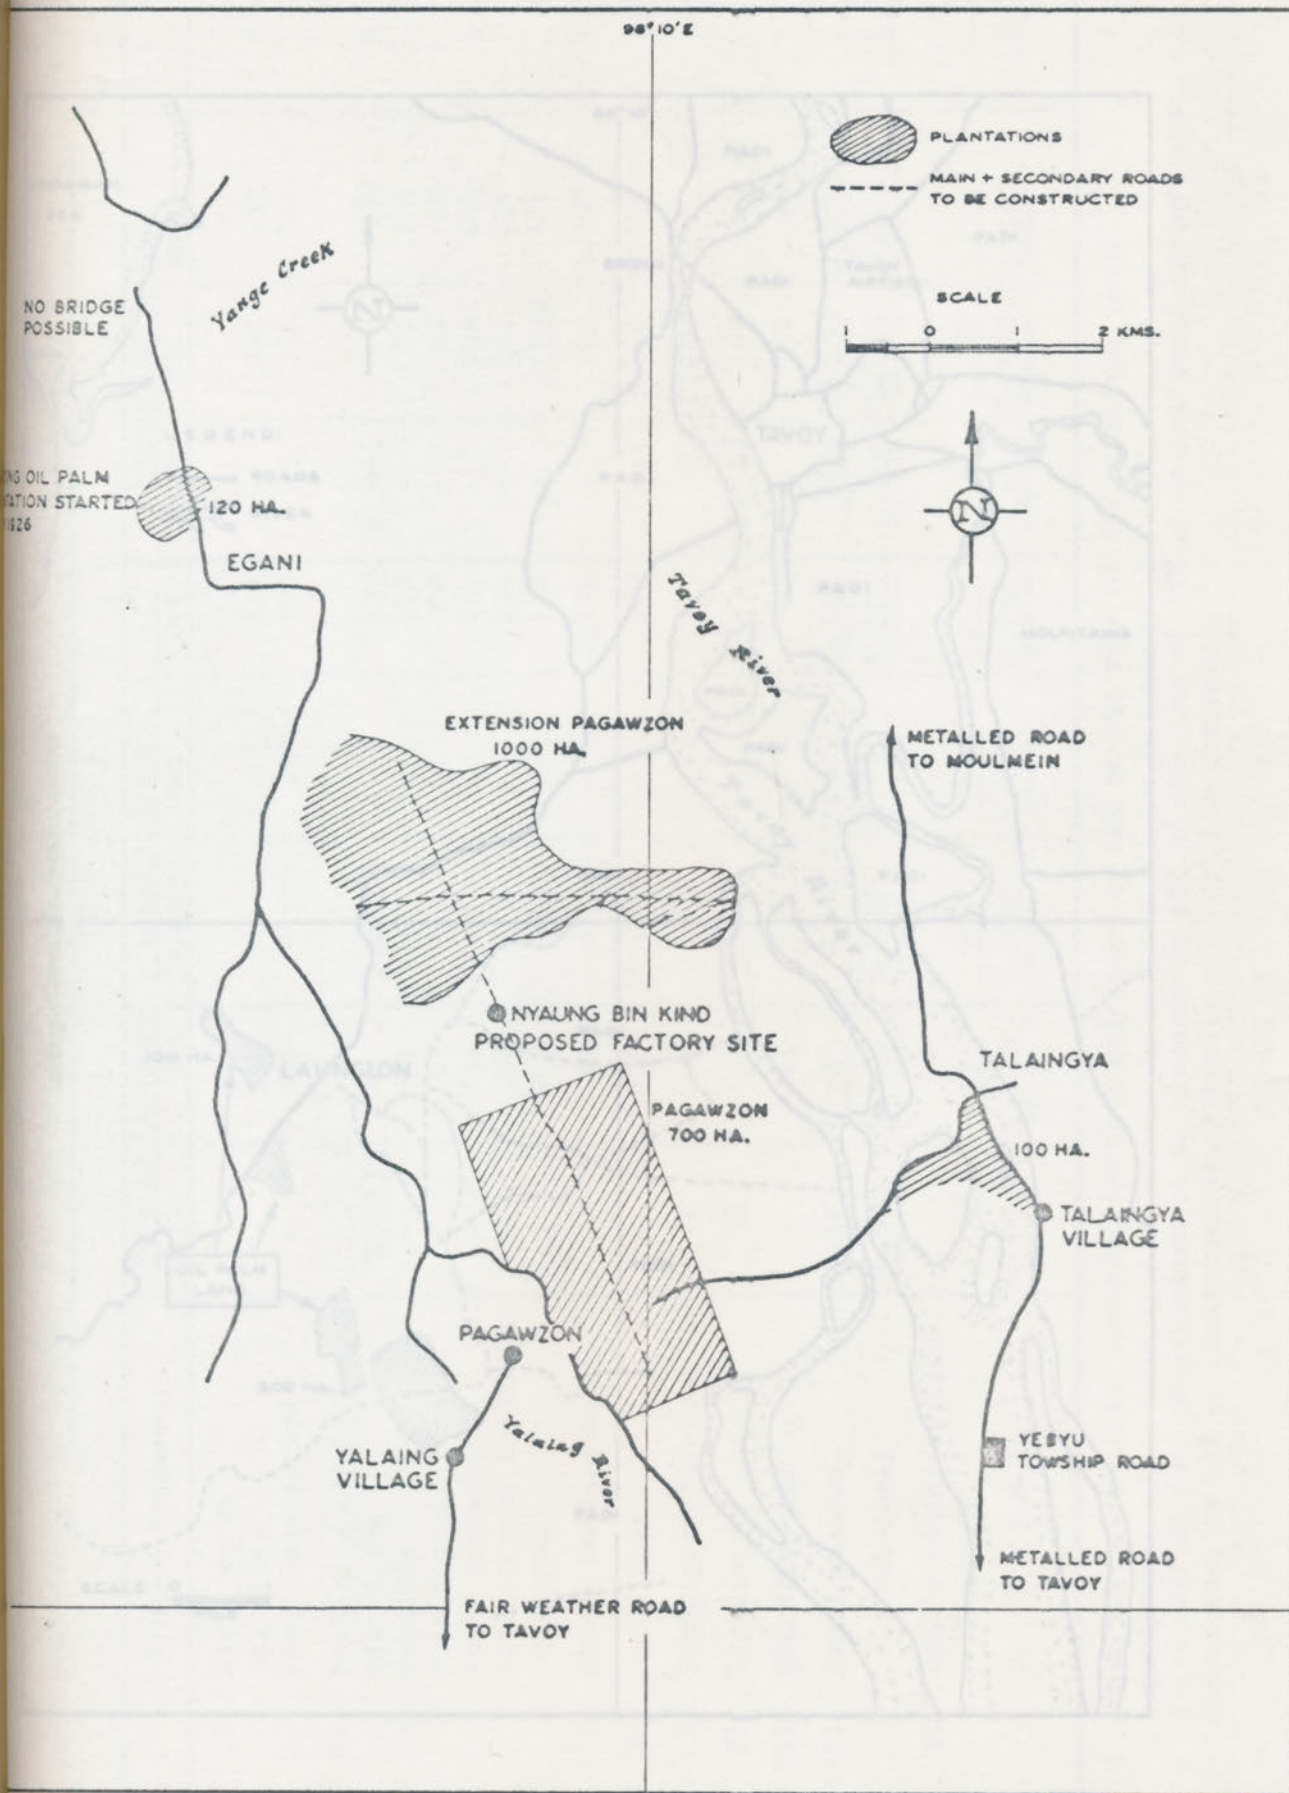 98°10'E
PLANTATIONS
MAIN + SECONDARY ROADS
TO BE CONSTRUCTED
Yange Creek
NO BRIDGE
POSSIBLE
SCALE
1 0 1 2 KMS.
N
OIL PALM
STARTED
120 HA.
EGANI
Tavoy River
EXTENSION PAGAWZON
1000 HA.
METALLED ROAD
TO MOULMEIN
NYAUNG BIN KIND
PROPOSED FACTORY SITE
TALAINGYA
PAGAWZON
700 HA.
100 HA.
TALAINGYA
VILLAGE
PAGAWZON
Yalaing River
YALAING
VILLAGE
YEBYU
TOWSHIP ROAD
METALLED ROAD
TO TAVOY
FAIR WEATHER ROAD
TO TAVOY